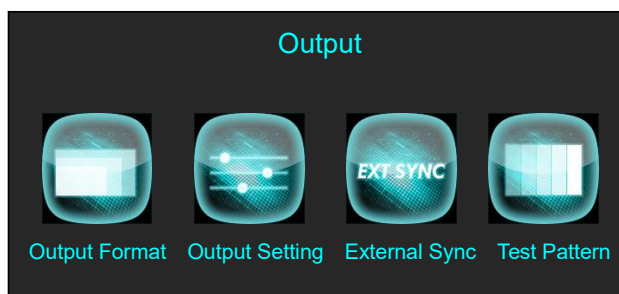 Output
EXT SYNC
Output Format Output Setting External Sync Test Pattern